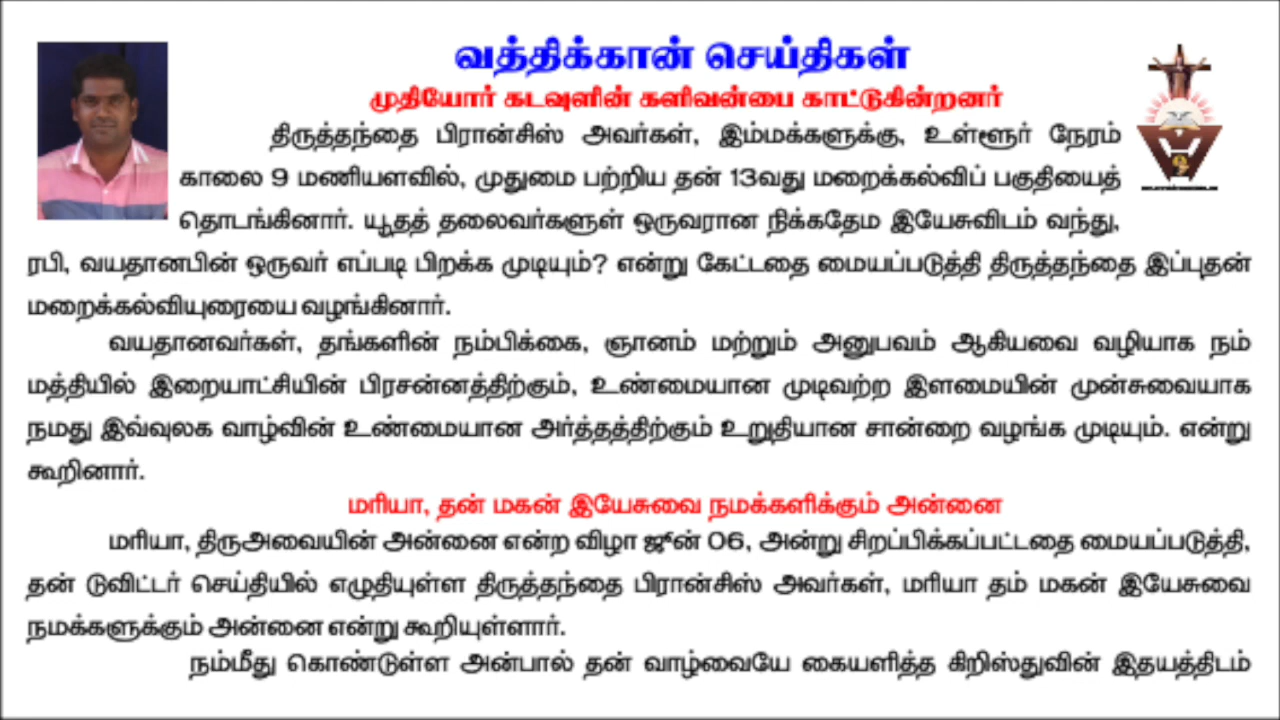 வத்திக்கான் செய்திகள்
முதியோர் கடவுளின் களிவன்பை காட்டுகின்றனர்
திருத்தந்தை பிரான்சிஸ் அவர்கள், இம்மக்களுக்கு, உள்ளூர் நேரம்
காலை 9 மணியளவில், முதுமை பற்றிய தன் 13வது மறைக்கல்விப் பகுதியைத்
தொடங்கினார். யூதத் தலைவர்களுள் ஒருவரான நிக்கதேம இயேசுவிடம் வந்து,
ரபி, வயதானபின் ஒருவர் எப்படி பிறக்க முடியும்? என்று கேட்டதை மையப்படுத்தி திருத்தந்தை இப்புதன்
மறைக்கல்வியுரையை வழங்கினார்.
வயதானவர்கள், தங்களின் நம்பிக்கை, ஞானம் மற்றும் அனுபவம் ஆகியவை வழியாக நம்
மத்தியில் இறையாட்சியின் பிரசன்னத்திற்கும், உண்மையான முடிவற்ற இளமையின் முன்சுவையாக
நமது இவ்வுலக வாழ்வின் உண்மையான அர்த்தத்திற்கும் உறுதியான சான்றை வழங்க முடியும். என்று
கூறினார்.
மரியா, தன் மகன் இயேசுவை நமக்களிக்கும் அன்னை
மரியா, திருஅவையின் அன்னை என்ற விழா ஜூன் 06, அன்று சிறப்பிக்கப்பட்டதை மையப்படுத்தி,
தன் டுவிட்டர் செய்தியில் எழுதியுள்ள திருத்தந்தை பிரான்சிஸ் அவர்கள், மரியா தம் மகன் இயேசுவை
நமக்களுக்கும் அன்னை என்று கூறியுள்ளார்.
நம்மீது கொண்டுள்ள அன்பால் தன் வாழ்வையே கையளித்த கிறிஸ்துவின் இதயத்திடம்